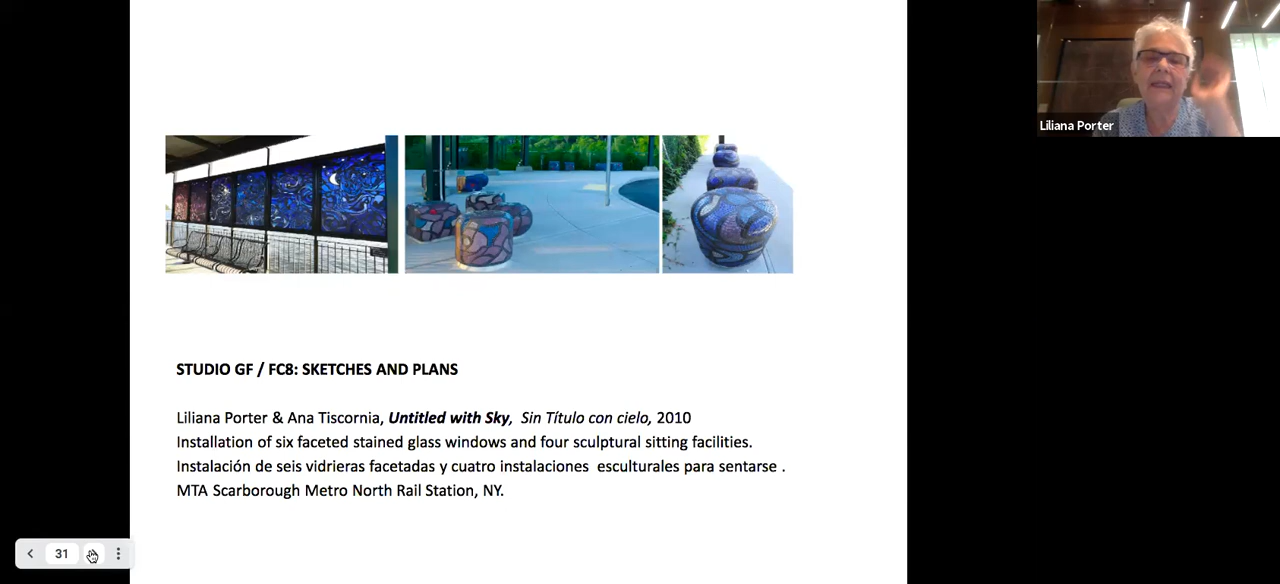 Liliana Porter
STUDIO GF / FC8: SKETCHES AND PLANS
Liliana Porter & Ana Tiscornia, Untitled with Sky, Sin Título con cielo, 2010
Installation of six faceted stained glass windows and four sculptural sitting facilities.
Instalación de seis vidrieras facetadas y cuatro instalaciones esculturales para sentarse .
MTA Scarborough Metro North Rail Station, NY.
31